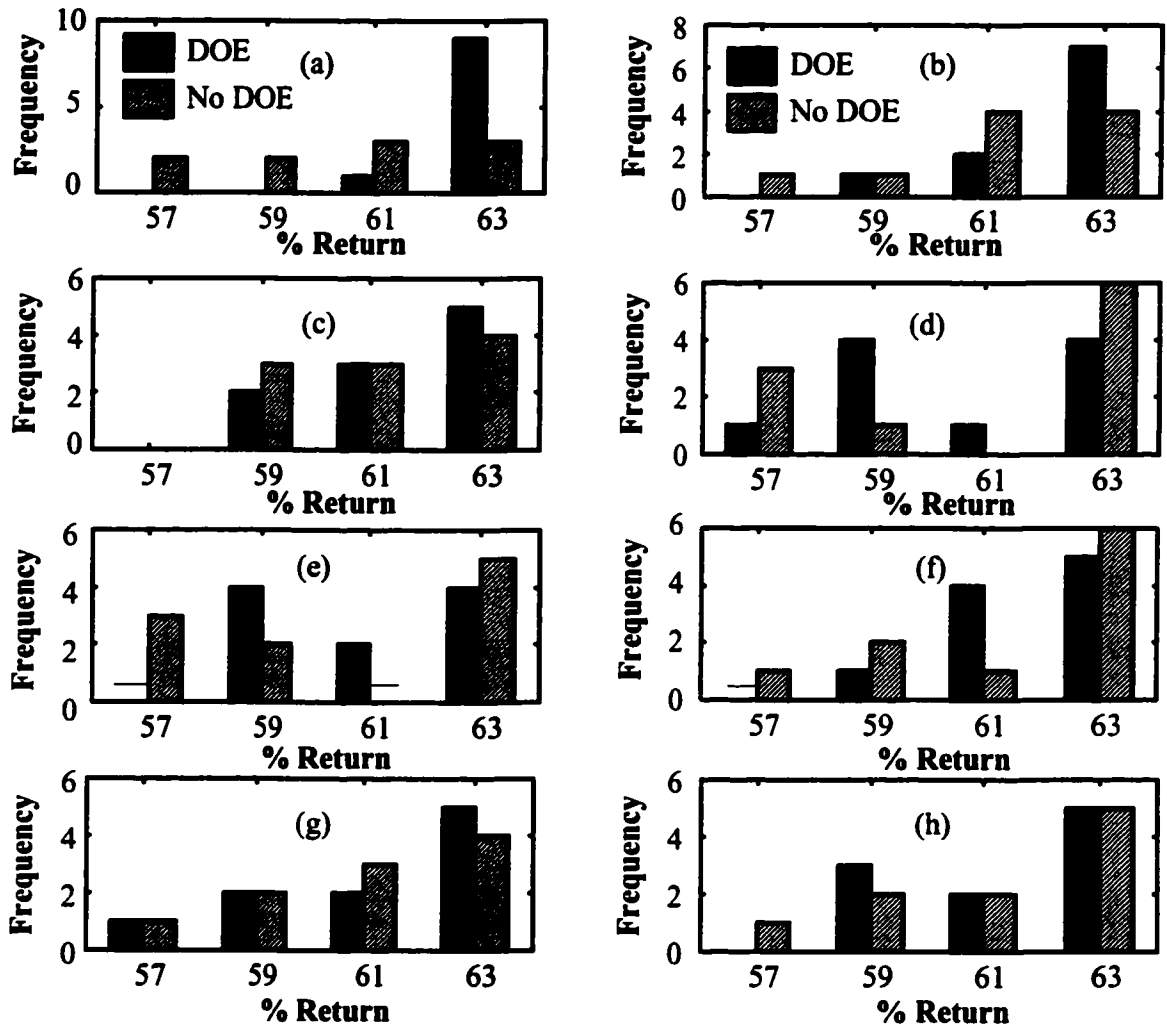 Frequency
10
5
0
DOE
No DOE
(a)
57 59 61 63
% Return
Frequency
8
6
4
2
0
DOE
No DOE
(b)
57 59 61 63
% Return
Frequency
6
4
2
0
(c)
57 59 61 63
% Return
Frequency
6
4
2
0
(d)
57 59 61 63
% Return
Frequency
6
4
2
0
(e)
57 59 61 63
% Return
Frequency
6
4
2
0
(f)
57 59 61 63
% Return
Frequency
6
4
2
0
(g)
57 59 61 63
% Return
Frequency
6
4
2
0
(h)
57 59 61 63
% Return